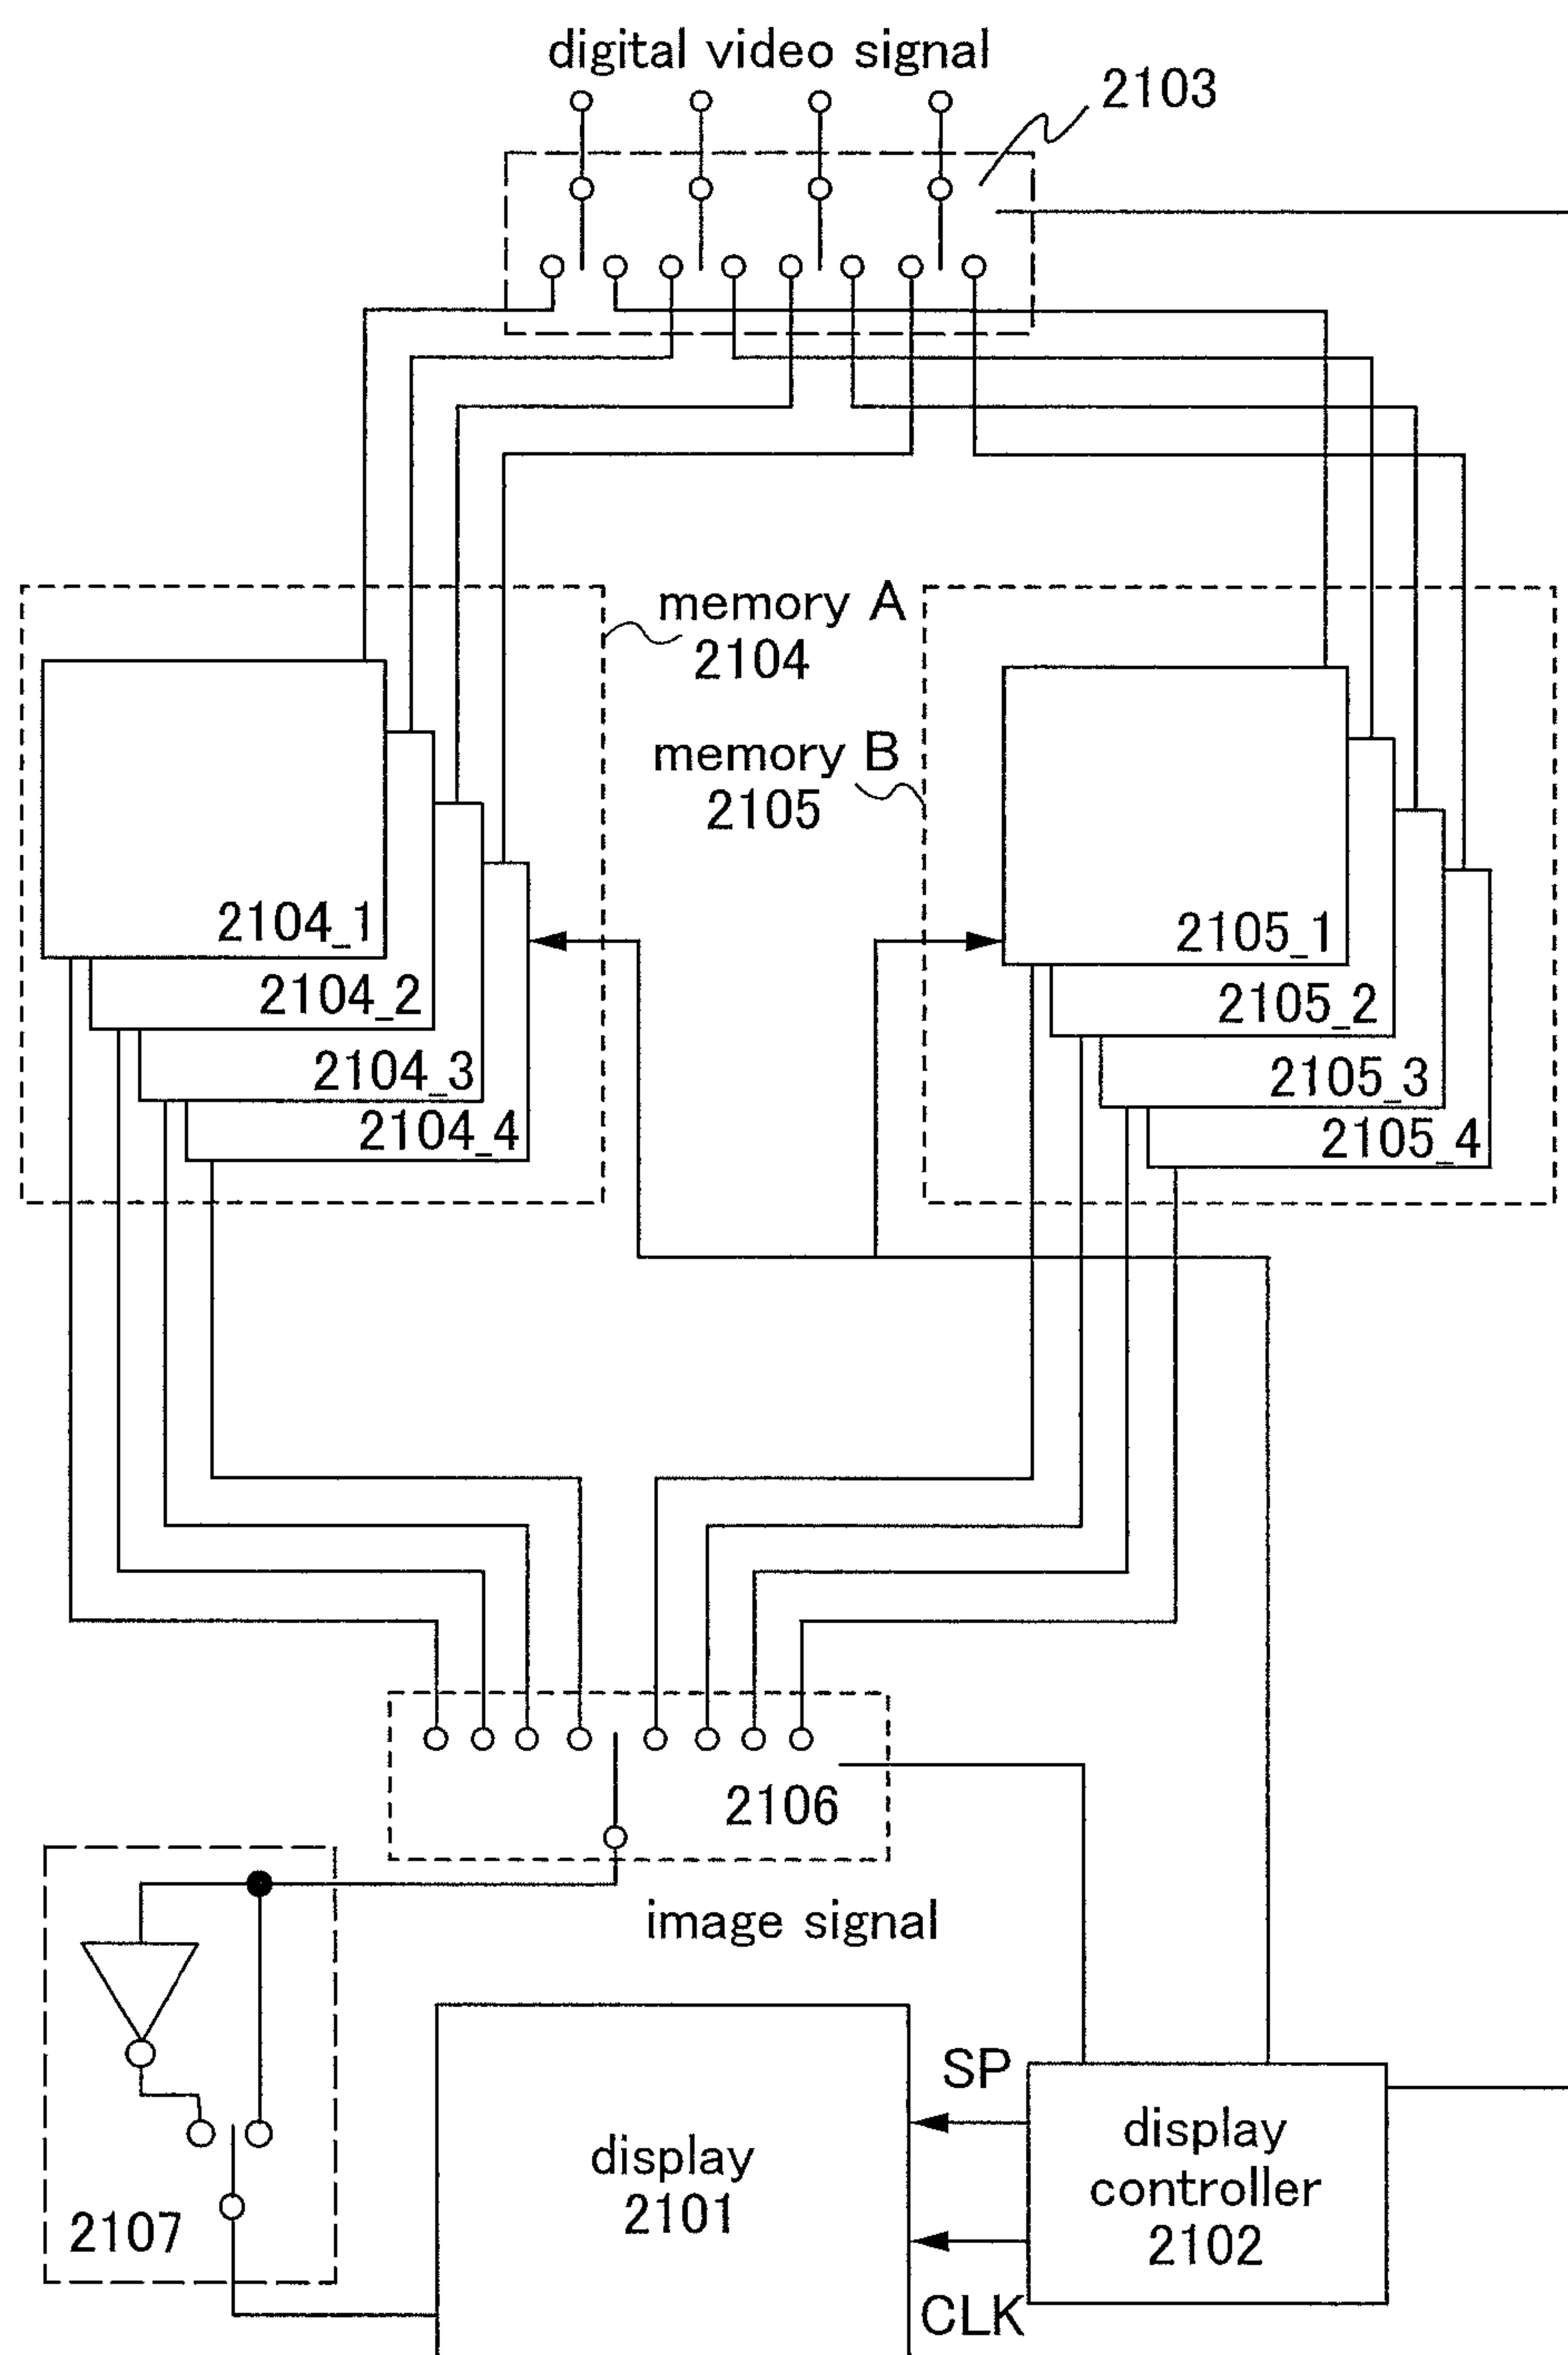 digital video signal
2103
memory A
2104
memory B
2105
2104_1
2104_2
2104_3
2104_4
2105_1
2105_2
2105_3
2105_4
2106
image signal
2107
display
2101
SP
CLK
display
controller
2102